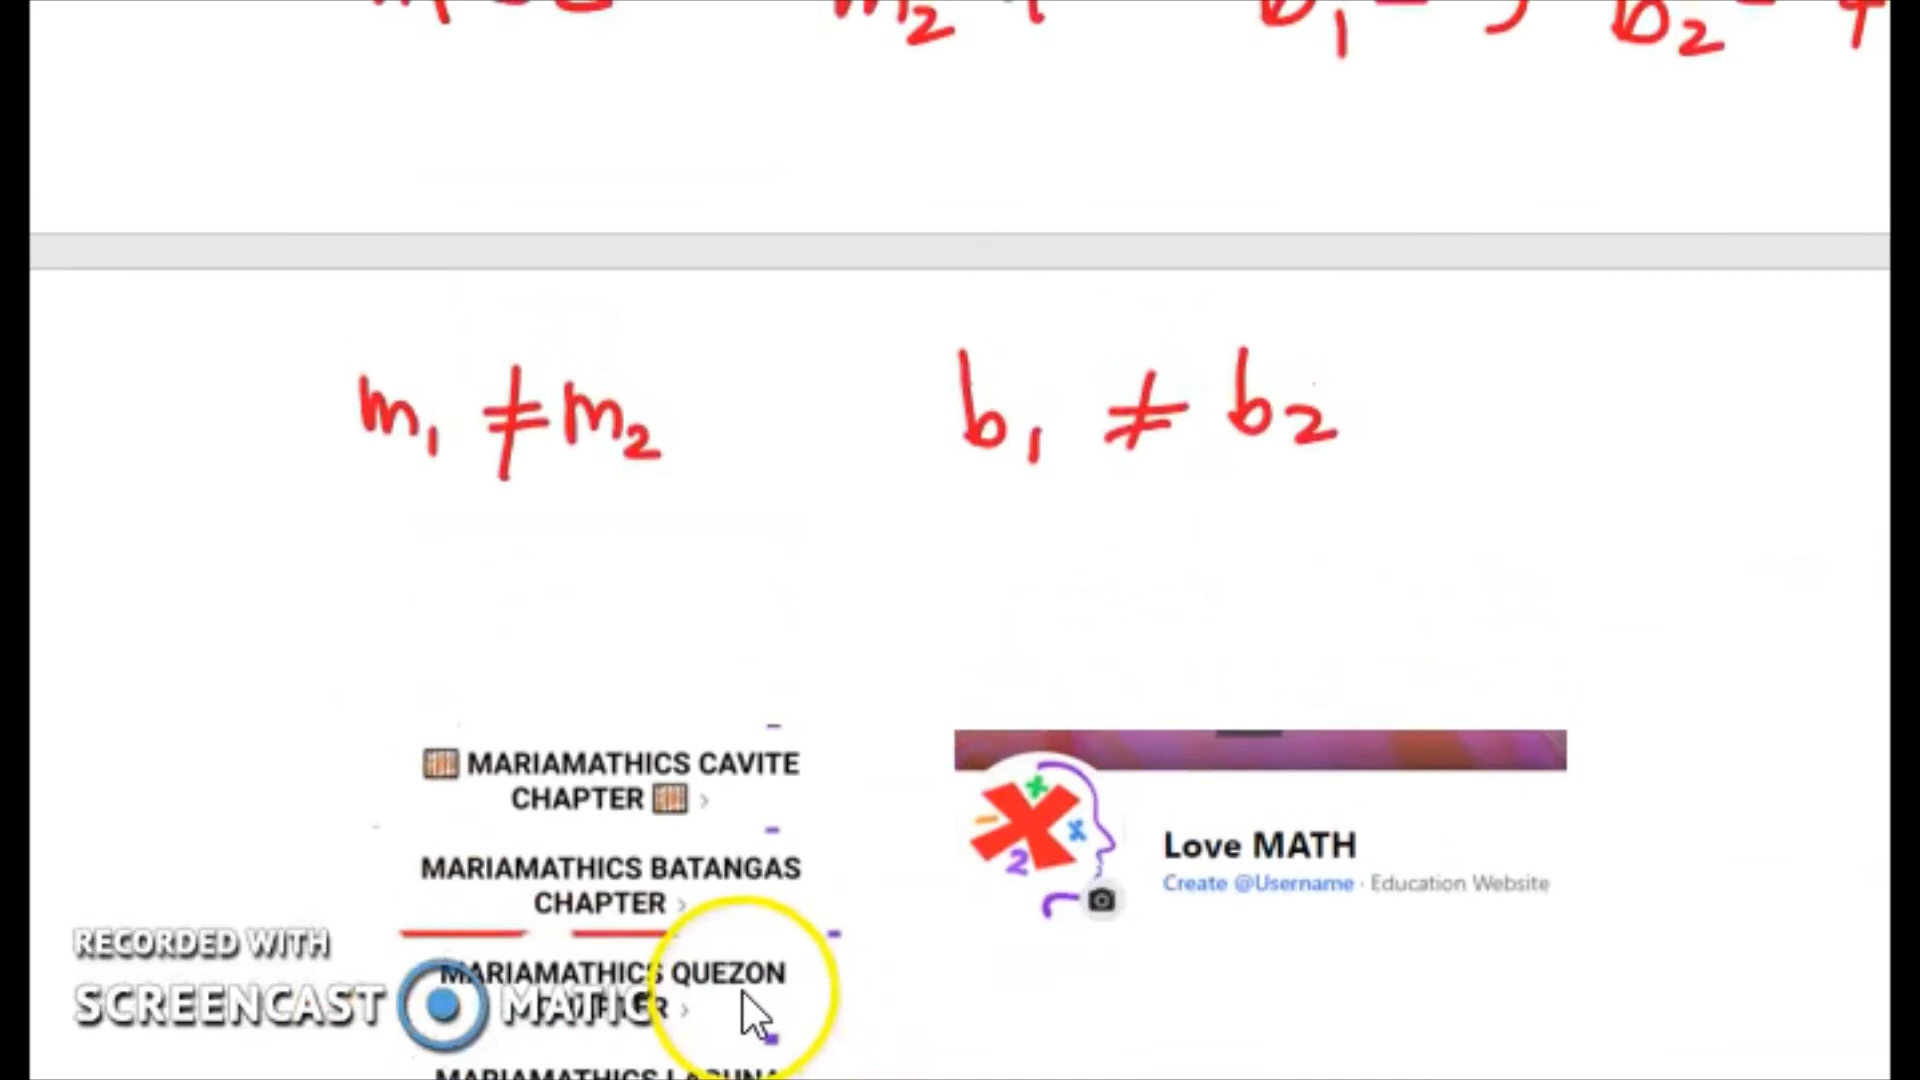 m₁ ≠ m₂ b₁ ≠ b₂
MARIAMATHICS CAVITE
CHAPTER >
MARIAMATHICS BATANGAS
CHAPTER >
MARIAMATHICS QUEZON
Love MATH
Create @Username · Education Website
RECORDED WITH
SCREENCAST MATIC